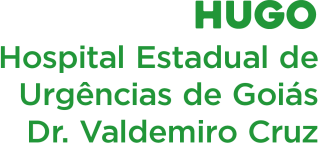 HUGO
Hospital Estadual de
Urgências de Goiás
Dr. Valdemiro Cruz